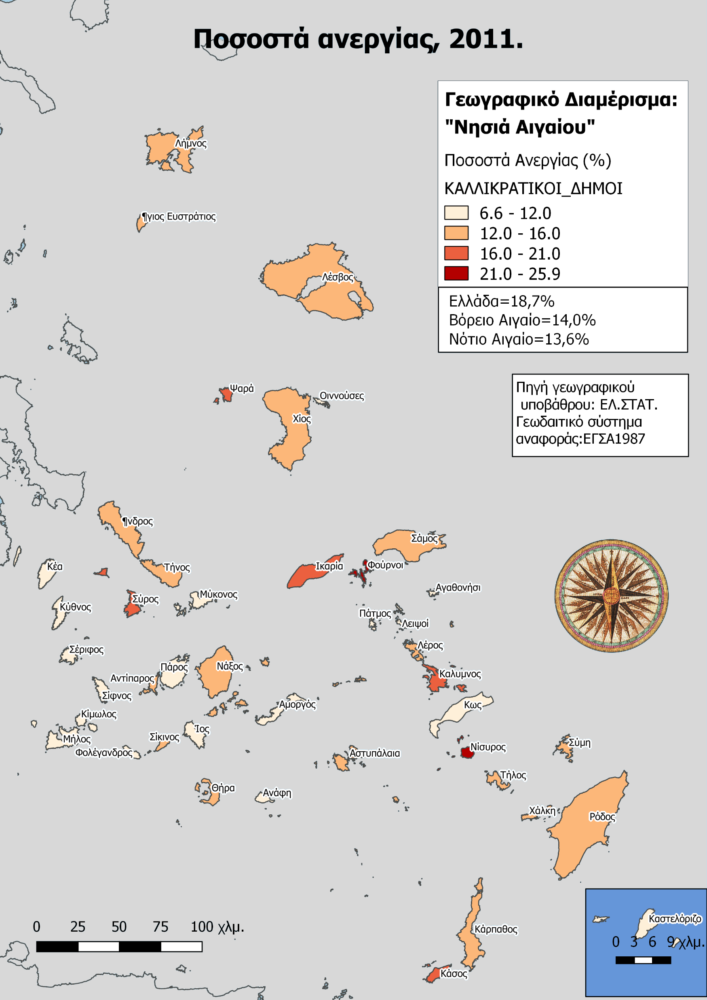 Ποσοστά ανεργίας, 2011.
Γεωγραφικό Διαμέρισμα:
"Νησιά Αιγαίου"
Ποσοστά Ανεργίας (%)
ΚΑΛΛΙΚΡΑΤΙΚΟΙ_ΔΗΜΟΙ
6.6 - 12.0
12.0 - 16.0
16.0 - 21.0
21.0 - 25.9
Ελλάδα=18,7%
Βόρειο Αιγαίο=14,0%
Νότιο Αιγαίο=13,6%
Πηγή γεωγραφικού
υποβάθρου: ΕΛ.ΣΤΑΤ.
Γεωδαιτικό σύστημα
αναφοράς:ΕΓΣΑ1987
Λήμνος
¶γιος Ευστράτιος
Λέσβος
Ψαρά
Οιννούσες
Χίος
¶νδρος
Σάμος
Κέα
Τήνος
Ικαρία
Φούρνοι
Αγαθονήσι
Μύκονος
Σύρος
Κύθνος
Πάτμος
Λειψοί
Λέρος
Σέριφος
Πάρος
Νάξος
Αντίπαρος
Καλυμνος
Σίφνος
Αμοργός
Κως
Κίμωλος
Ίος
Σίκινος
Μήλος
Φολέγανδρος
Αστυπάλαια
Νίσυρος
Σύμη
Τήλος
Θήρα
Ανάφη
Χάλκη
Ρόδος
Καστελόριζο
Κάρπαθος
Κάσος
0 25 50 75 100 χλμ.
0 3 6 9 χλμ.